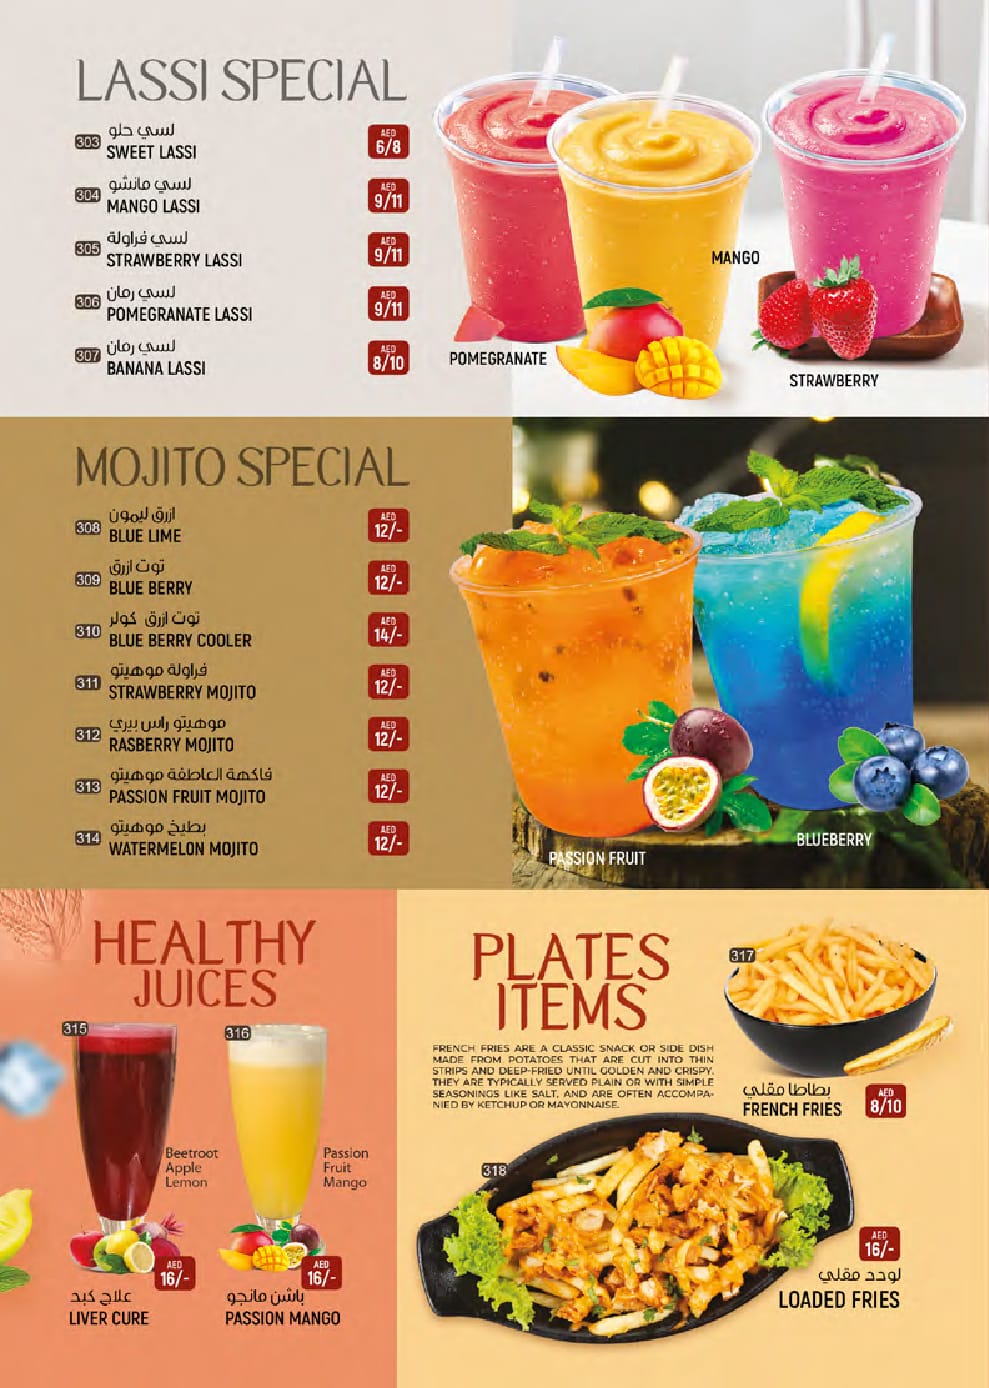 LASSI SPECIAL
303
لسي حلو
SWEET LASSI
AED
6/8
304
لسي مانشو
MANGO LASSI
AED
9/11
305
لسي فراولة
STRAWBERRY LASSI
AED
9/11
306
لسي رمان
POMEGRANATE LASSI
AED
9/11
307
لسي رمان
BANANA LASSI
AED
8/10
POMEGRANATE
MANGO
STRAWBERRY
MOJITO SPECIAL
308
ازرق ليمون
BLUE LIME
AED
12/-
309
توت ازرق
BLUE BERRY
AED
12/-
310
توت ازرق كولر
BLUE BERRY COOLER
AED
14/-
311
فراولة موهيتو
STRAWBERRY MOJITO
AED
12/-
312
موهيتو راس بيري
RASBERRY MOJITO
AED
12/-
313
فاكهة العاطفة موهيتو
PASSION FRUIT MOJITO
AED
12/-
314
بطيخ موهيتو
WATERMELON MOJITO
AED
12/-
PASSION FRUIT
BLUEBERRY
HEALTHY
JUICES
315
Beetroot
Apple
Lemon
AED
16/-
علاج كبد
LIVER CURE
316
Passion
Fruit
Mango
AED
16/-
باشن مانجو
PASSION MANGO
PLATES
ITEMS
FRENCH FRIES ARE A CLASSIC SNACK OR SIDE DISH
MADE FROM POTATOES THAT ARE CUT INTO THIN
STRIPS AND DEEP-FRIED UNTIL GOLDEN AND CRISPY.
THEY ARE TYPICALLY SERVED PLAIN OR WITH SIMPLE
SEASONINGS LIKE SALT, AND ARE OFTEN ACCOMPA-
NIED BY KETCHUP OR MAYONNAISE.
317
بطاطا مقلي
FRENCH FRIES
AED
8/10
318
AED
16/-
لودد مقلي
LOADED FRIES